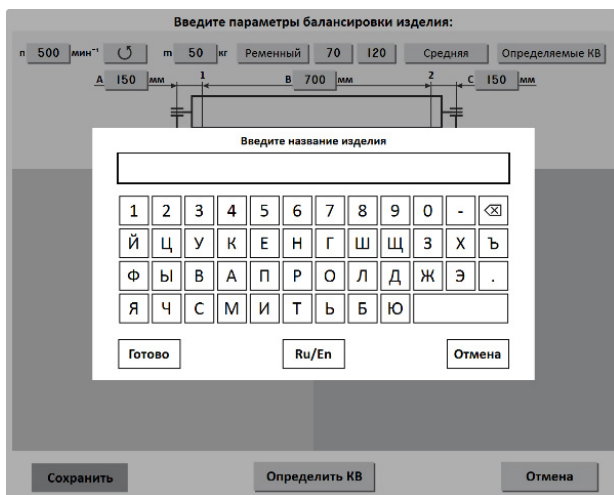 Введите параметры балансировки изделия:
n 500 мин⁻¹ m 50 кг Ременный 70 120 Средняя Определяемые КВ
A 150 мм 1 B 700 мм 2 C 150 мм
Введите название изделия
1 2 3 4 5 6 7 8 9 0 -
Й Ц У К Е Н Г Ш Щ З Х Ъ
Ф Ы В А П Р О Л Д Ж Э .
Я Ч С М И Т Ь Б Ю
Готово Ru/En Отмена
Сохранить Определить КВ Отмена